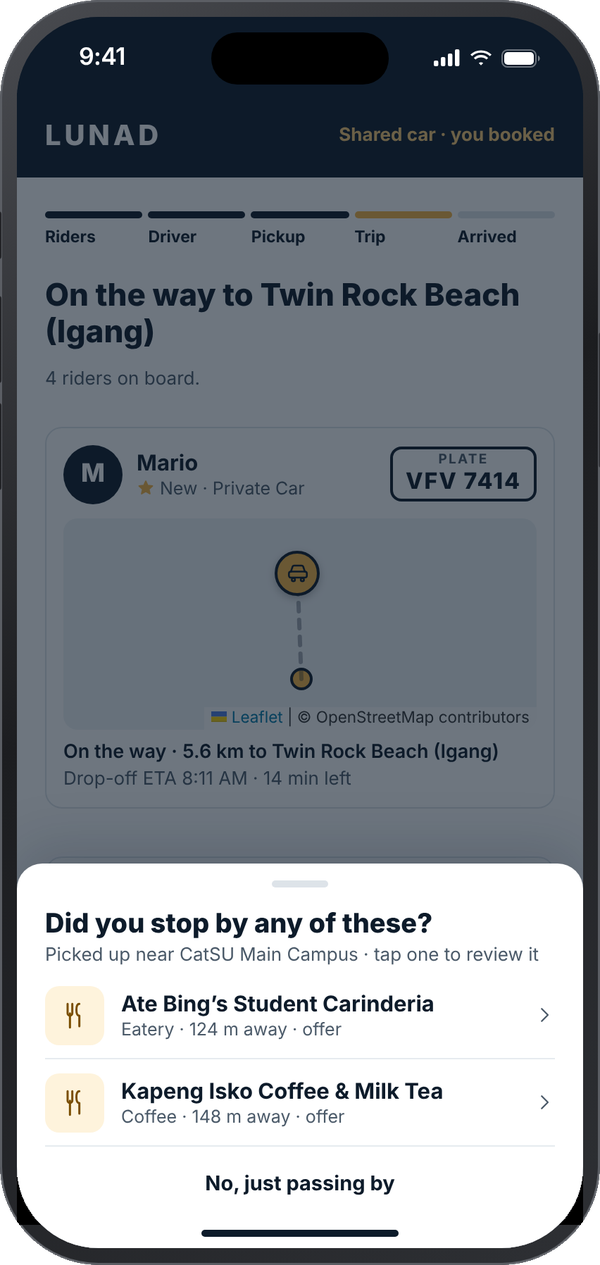 9:41
LUNAD
Shared car · you booked
Riders
Driver
Pickup
Trip
Arrived
On the way to Twin Rock Beach
(Igang)
4 riders on board.
M
Mario
New · Private Car
PLATE
VFV 7414
Leaflet | © OpenStreetMap contributors
On the way · 5.6 km to Twin Rock Beach (Igang)
Drop-off ETA 8:11 AM · 14 min left
Did you stop by any of these?
Picked up near CatSU Main Campus · tap one to review it
Ate Bing’s Student Carinderia
Eatery · 124 m away · offer
Kapeng Isko Coffee & Milk Tea
Coffee · 148 m away · offer
No, just passing by